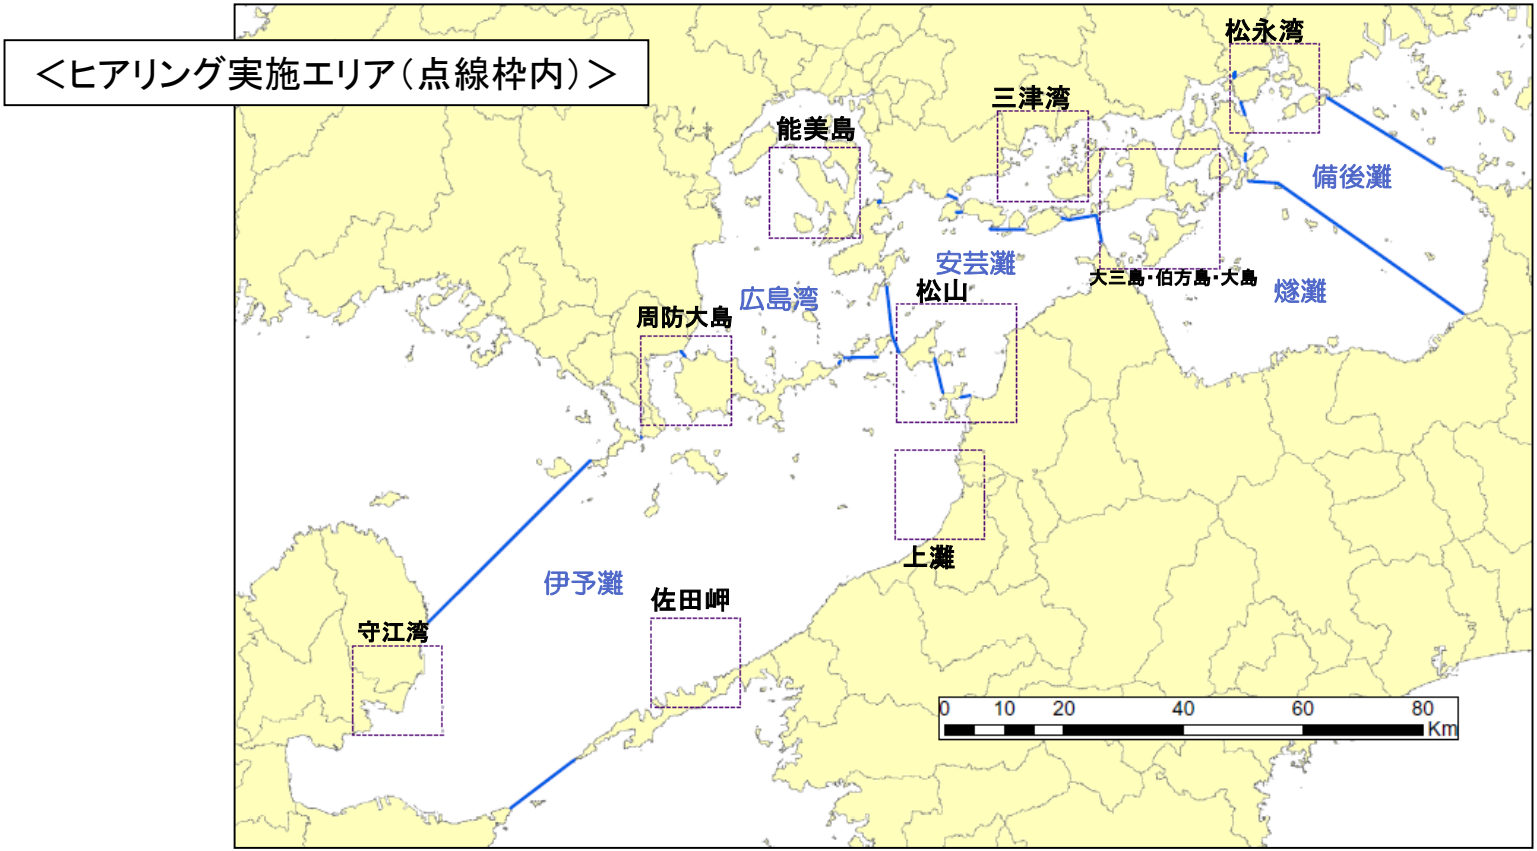 ＜ヒアリング実施エリア（点線枠内）＞
松永湾
三津湾
能美島
備後灘
安芸灘
大三島・伯方島・大島
松山
燧灘
広島湾
周防大島
上灘
伊予灘
佐田岬
守江湾
0 10 20 40 60 80
Km